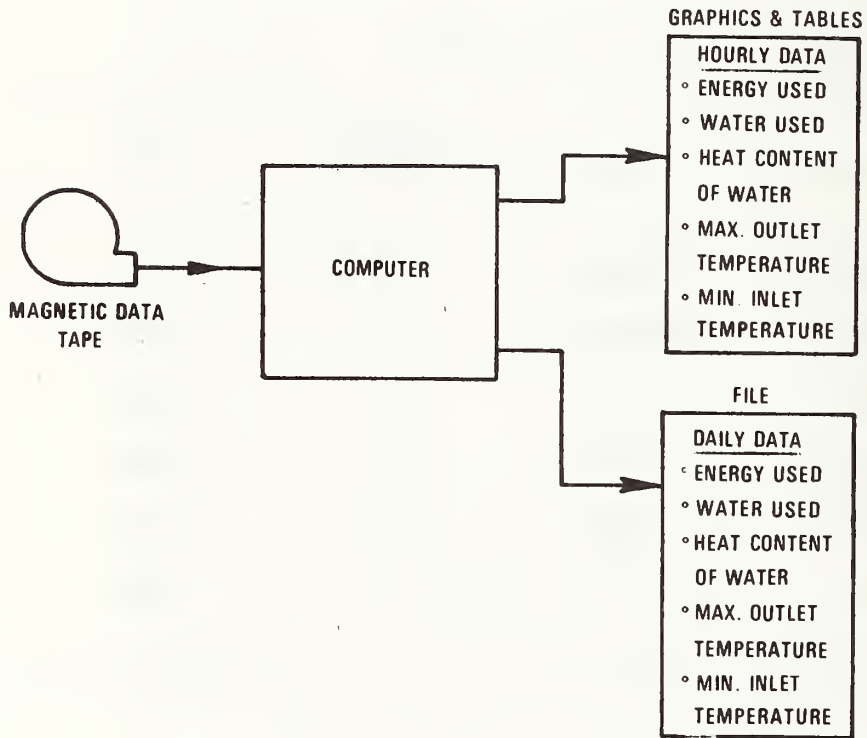 MAGNETIC DATA
TAPE
COMPUTER
GRAPHICS & TABLES
HOURLY DATA
° ENERGY USED
° WATER USED
° HEAT CONTENT
OF WATER
° MAX. OUTLET
TEMPERATURE
° MIN. INLET
TEMPERATURE
FILE
DAILY DATA
° ENERGY USED
° WATER USED
° HEAT CONTENT
OF WATER
° MAX. OUTLET
TEMPERATURE
° MIN. INLET
TEMPERATURE